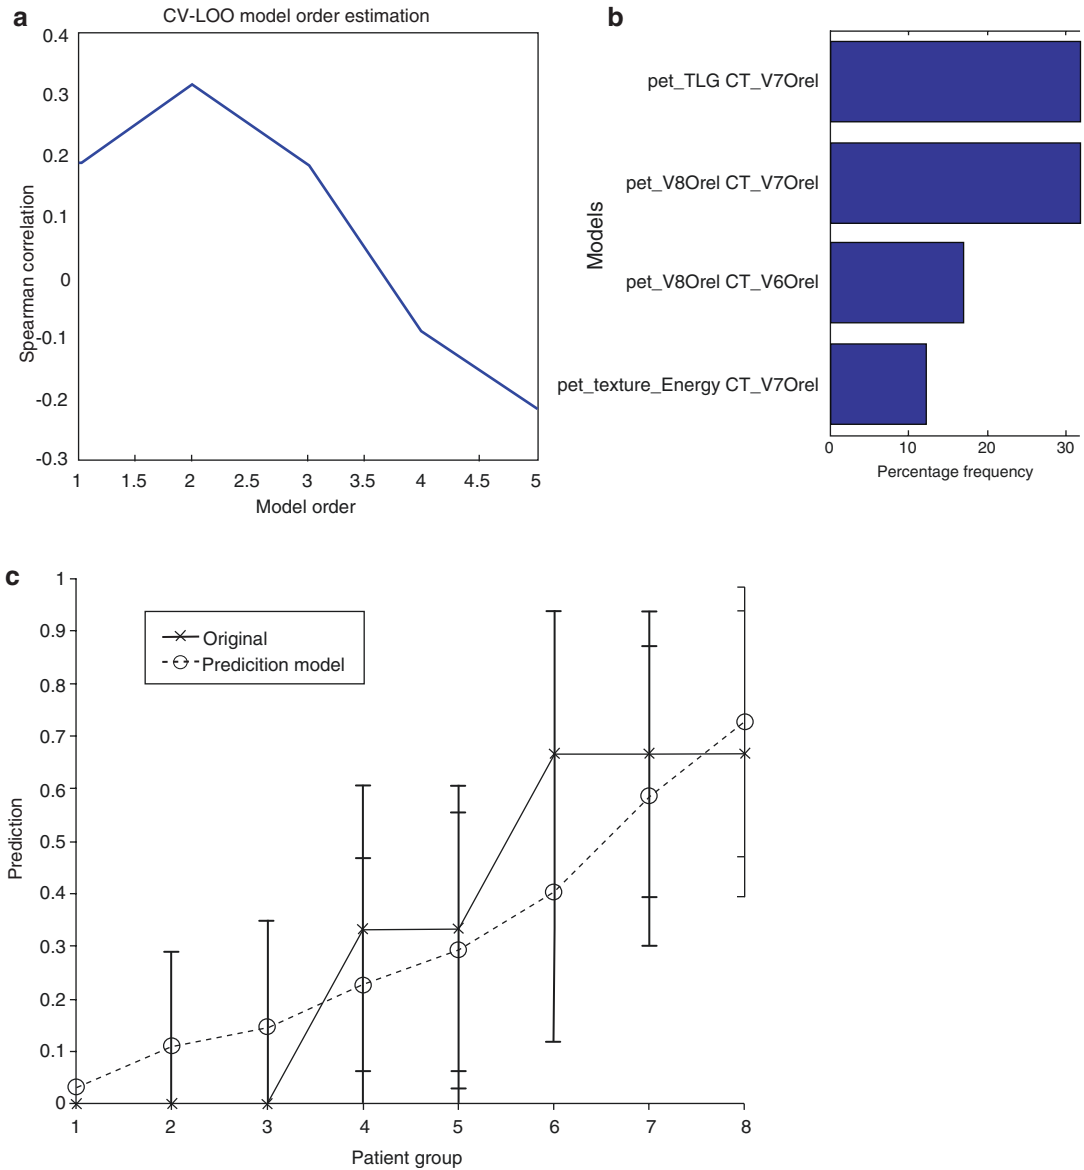 a
CV-LOO model order estimation
0.4
0.3
0.2
0.1
0
-0.1
-0.2
-0.3
Spearman correlation
1 1.5 2 2.5 3 3.5 4 4.5 5
Model order
b
Models
pet_TLG CT_V7Orel
pet_V8Orel CT_V7Orel
pet_V8Orel CT_V6Orel
pet_texture_Energy CT_V7Orel
0 10 20 30
Percentage frequency
c
1
0.9
0.8
0.7
0.6
0.5
0.4
0.3
0.2
0.1
0
Prediction
Original
Predicition model
1 2 3 4 5 6 7 8
Patient group